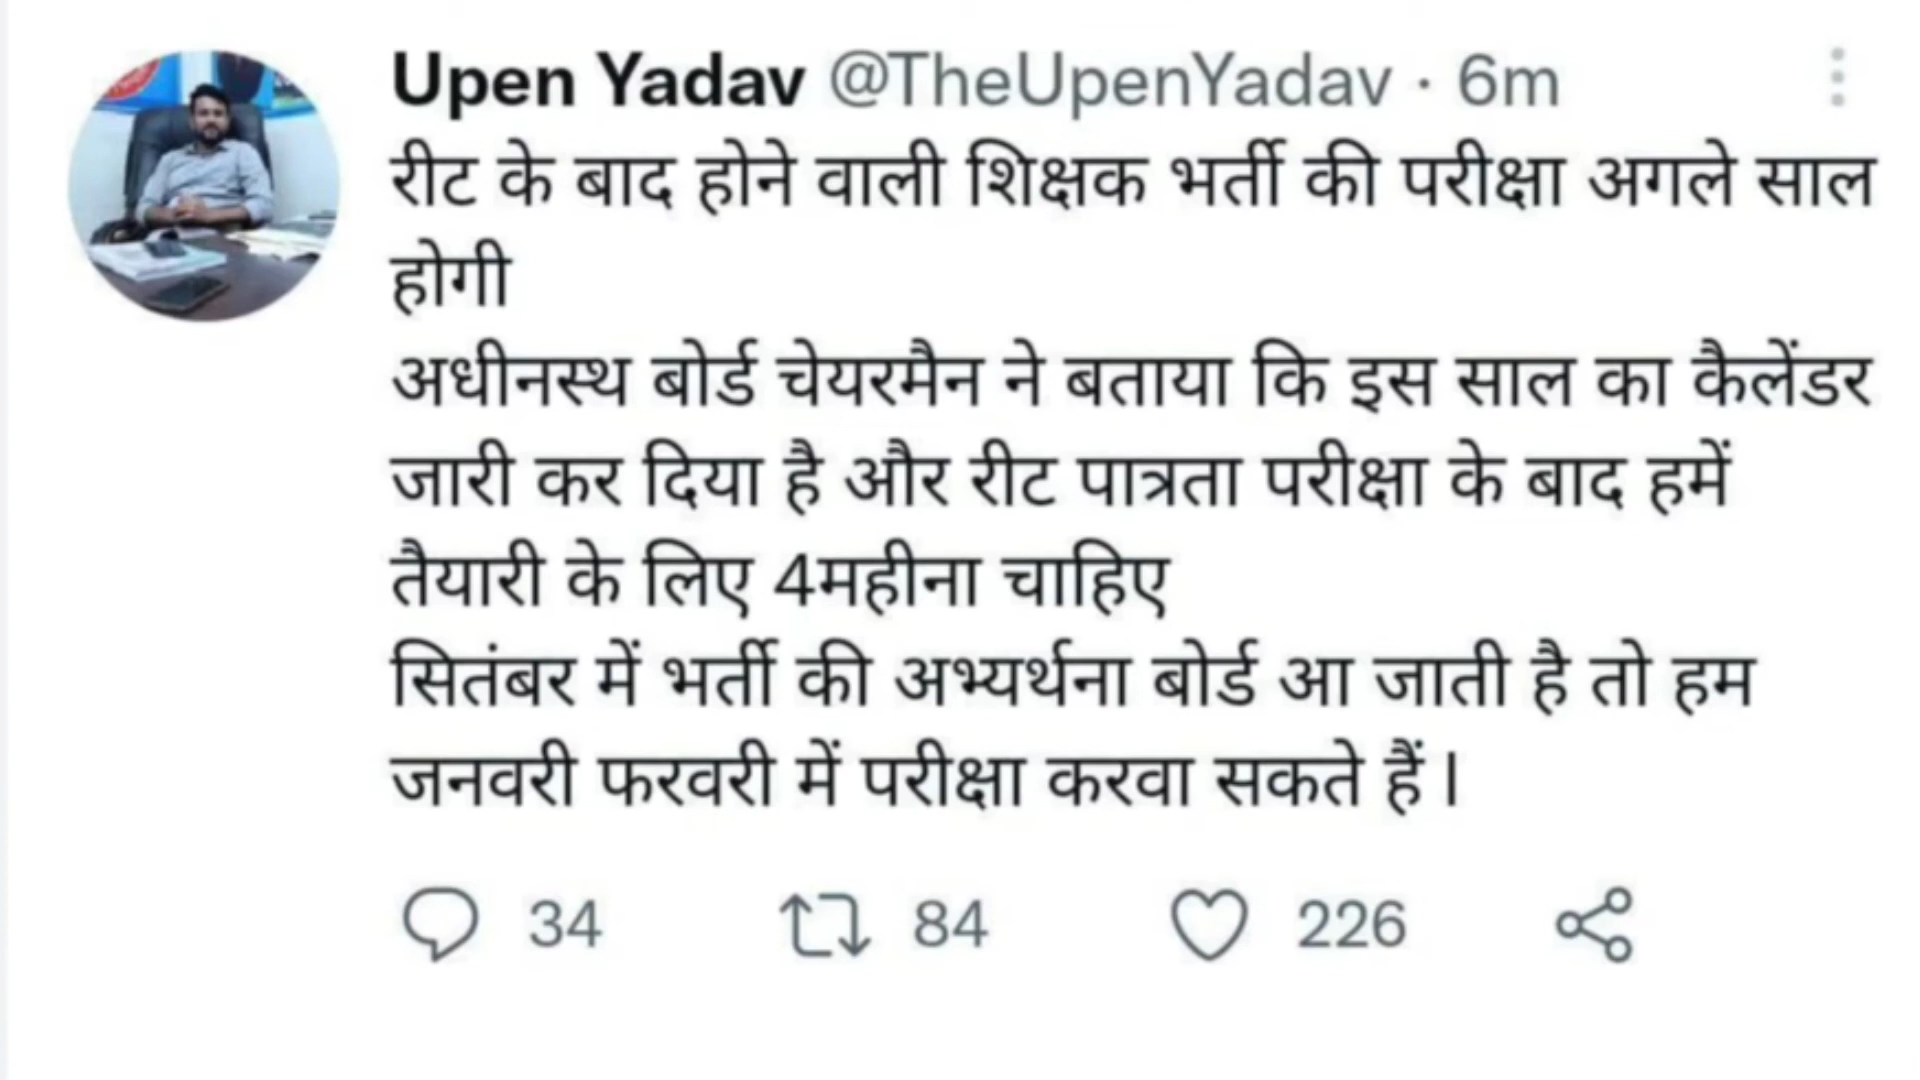 Upen Yadav @TheUpenYadav · 6m
रीट के बाद होने वाली शिक्षक भर्ती की परीक्षा अगले साल
होगी
अधीनस्थ बोर्ड चेयरमैन ने बताया कि इस साल का कैलेंडर
जारी कर दिया है और रीट पात्रता परीक्षा के बाद हमें
तैयारी के लिए 4महीना चाहिए
सितंबर में भर्ती की अभ्यर्थना बोर्ड आ जाती है तो हम
जनवरी फरवरी में परीक्षा करवा सकते हैं।
34 84 226